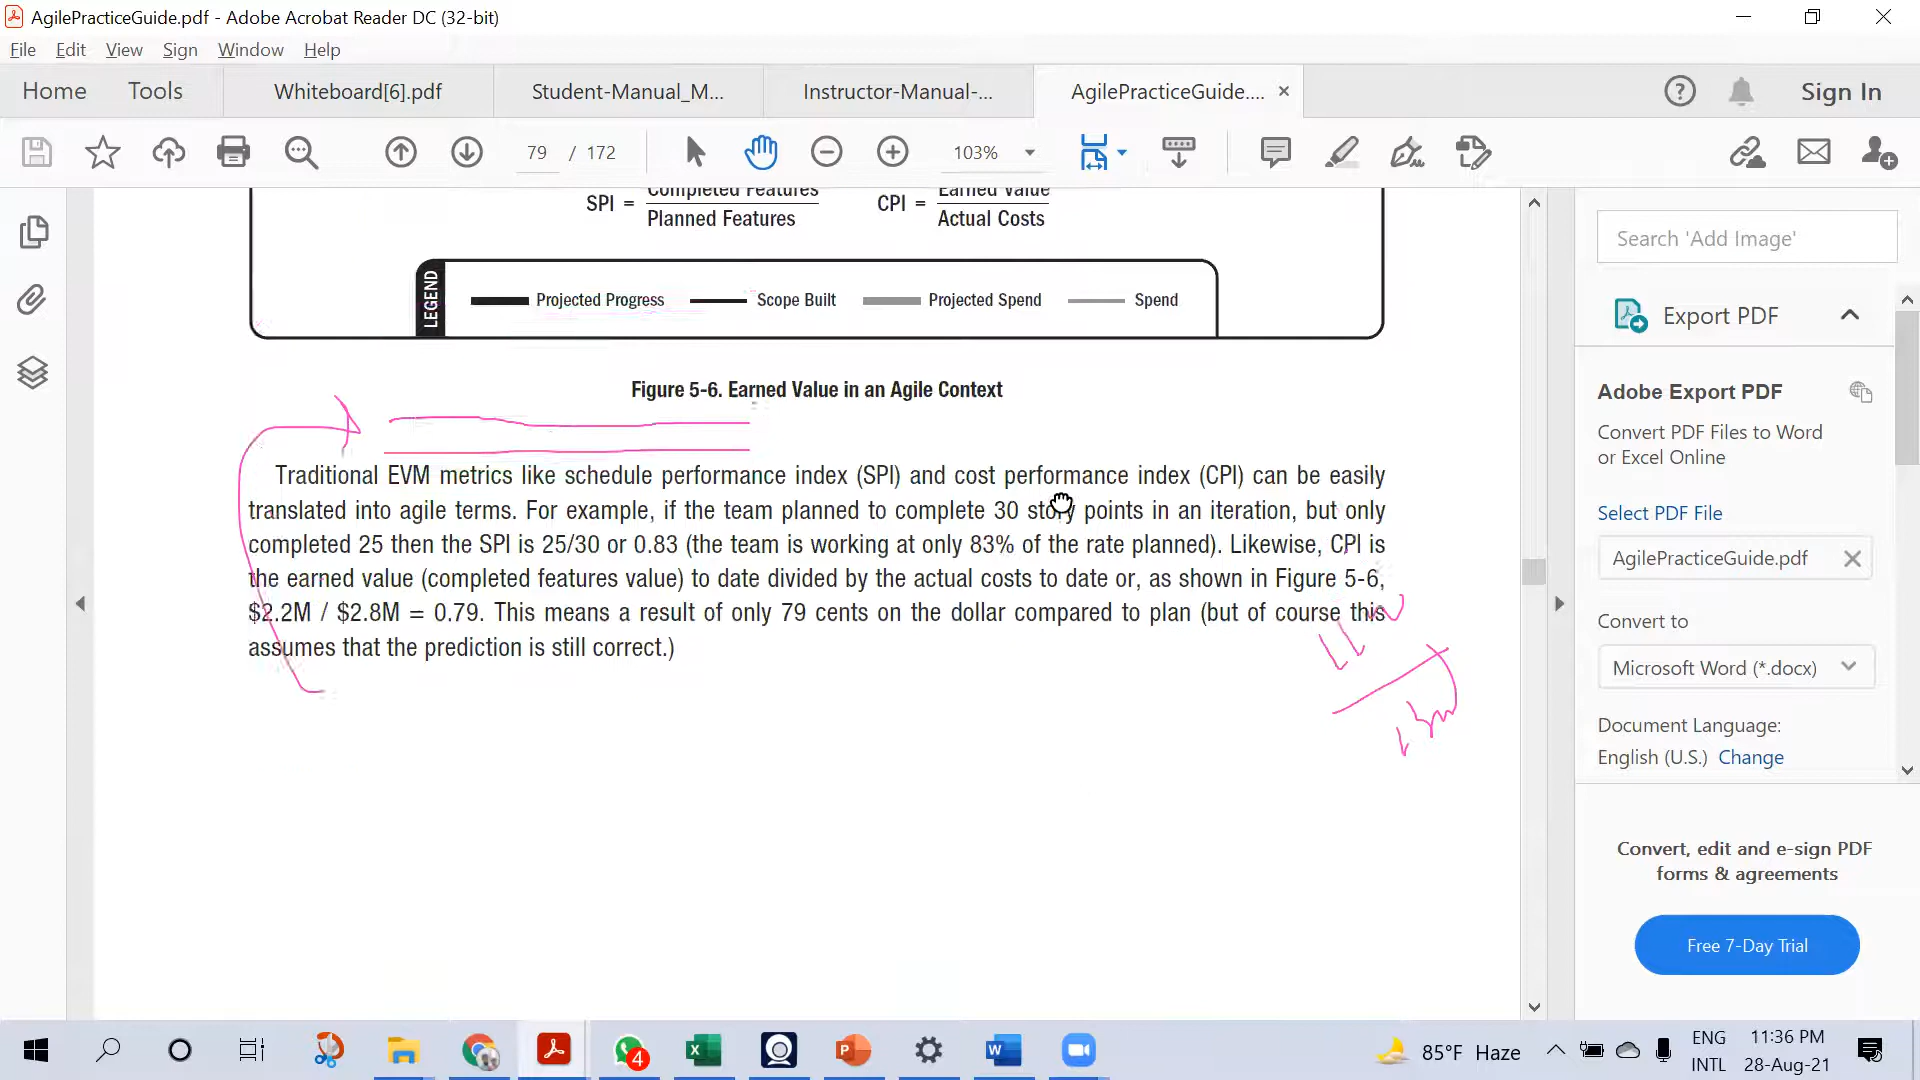 AgilePracticeGuide.pdf - Adobe Acrobat Reader DC (32-bit)
File Edit View Sign Window Help
Home Tools Whiteboard[6].pdf Student-Manual_M... Instructor-Manual-... AgilePracticeGuide.... Sign In
79 / 172 103%
SPI = Completed Features CPI = Earned Value
Planned Features Actual Costs
LEGEND
Projected Progress Scope Built Projected Spend Spend
Figure 5-6. Earned Value in an Agile Context
Traditional EVM metrics like schedule performance index (SPI) and cost performance index (CPI) can be easily
translated into agile terms. For example, if the team planned to complete 30 story points in an iteration, but only
completed 25 then the SPI is 25/30 or 0.83 (the team is working at only 83% of the rate planned). Likewise, CPI is
the earned value (completed features value) to date divided by the actual costs to date or, as shown in Figure 5-6,
$2.2M / $2.8M = 0.79. This means a result of only 79 cents on the dollar compared to plan (but of course this
assumes that the prediction is still correct.)
Search 'Add Image'
Export PDF
Adobe Export PDF
Convert PDF Files to Word
or Excel Online
Select PDF File
AgilePracticeGuide.pdf
Convert to
Microsoft Word (*.docx)
Document Language:
English (U.S.) Change
Convert, edit and e-sign PDF
forms & agreements
Free 7-Day Trial
4
85°F Haze
ENG
INTL
11:36 PM
28-Aug-21